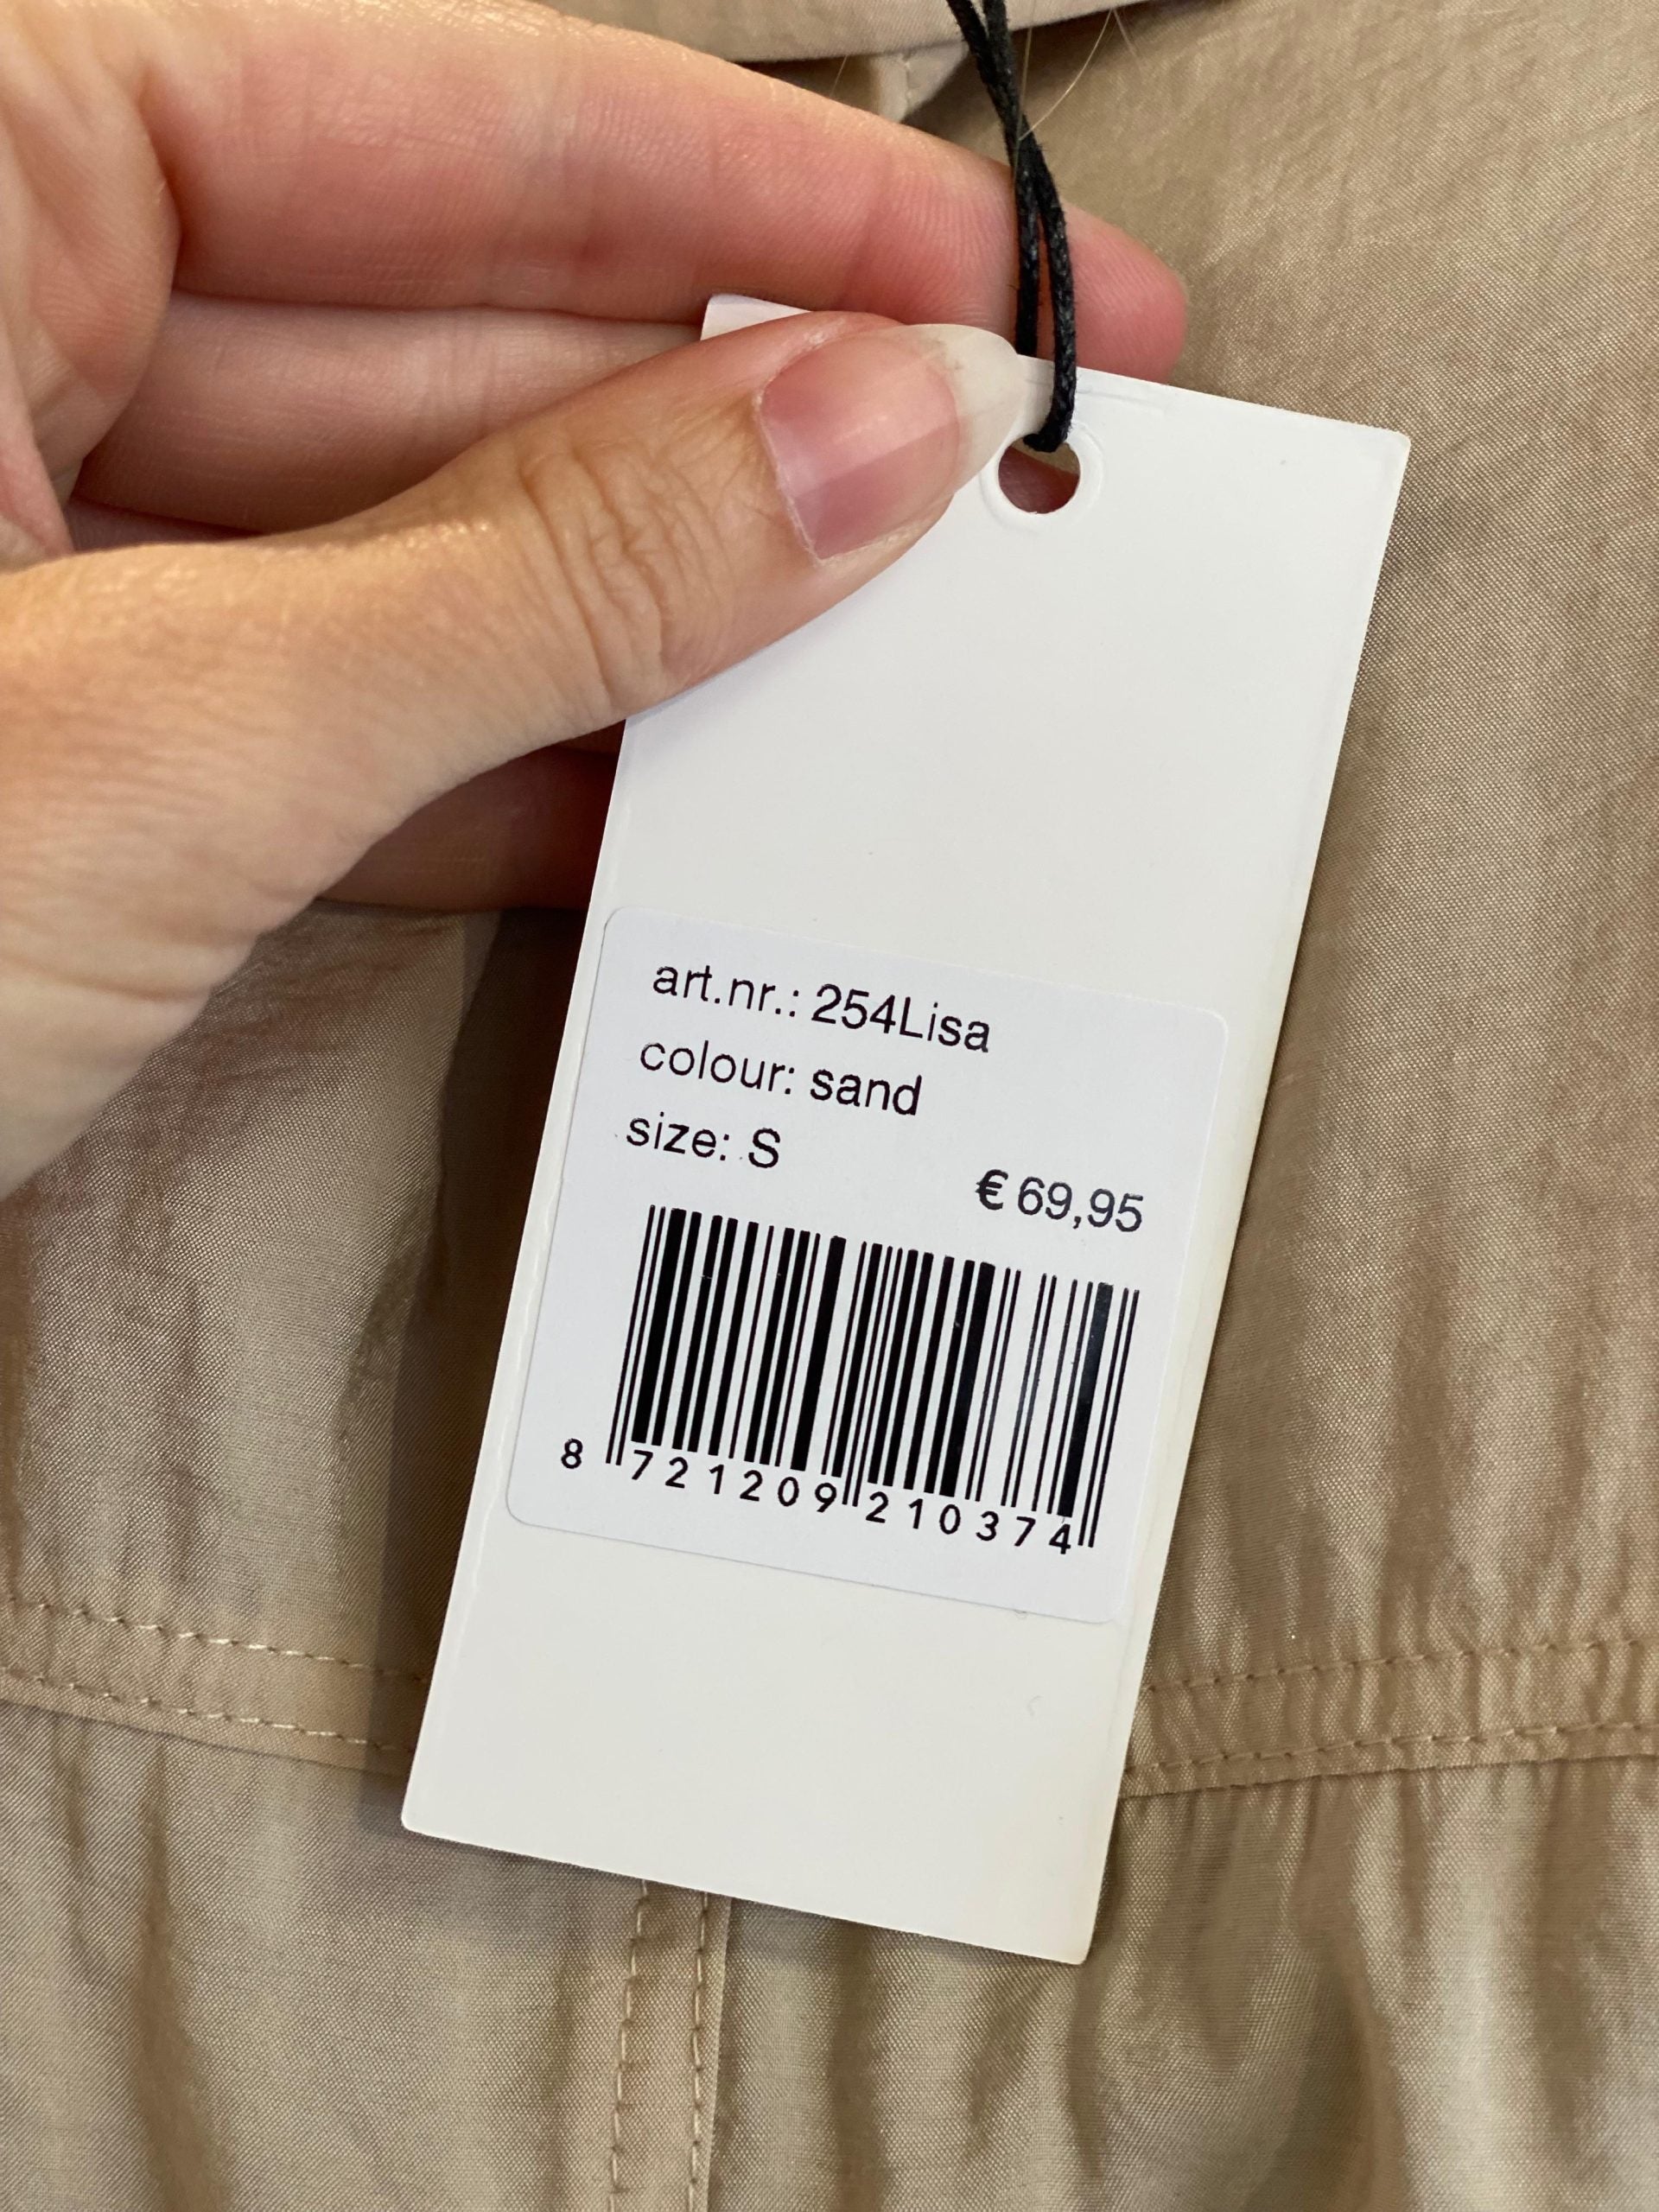 art.nr.: 254Lisa
colour: sand
size: S
€ 69,95
8 721209 210374